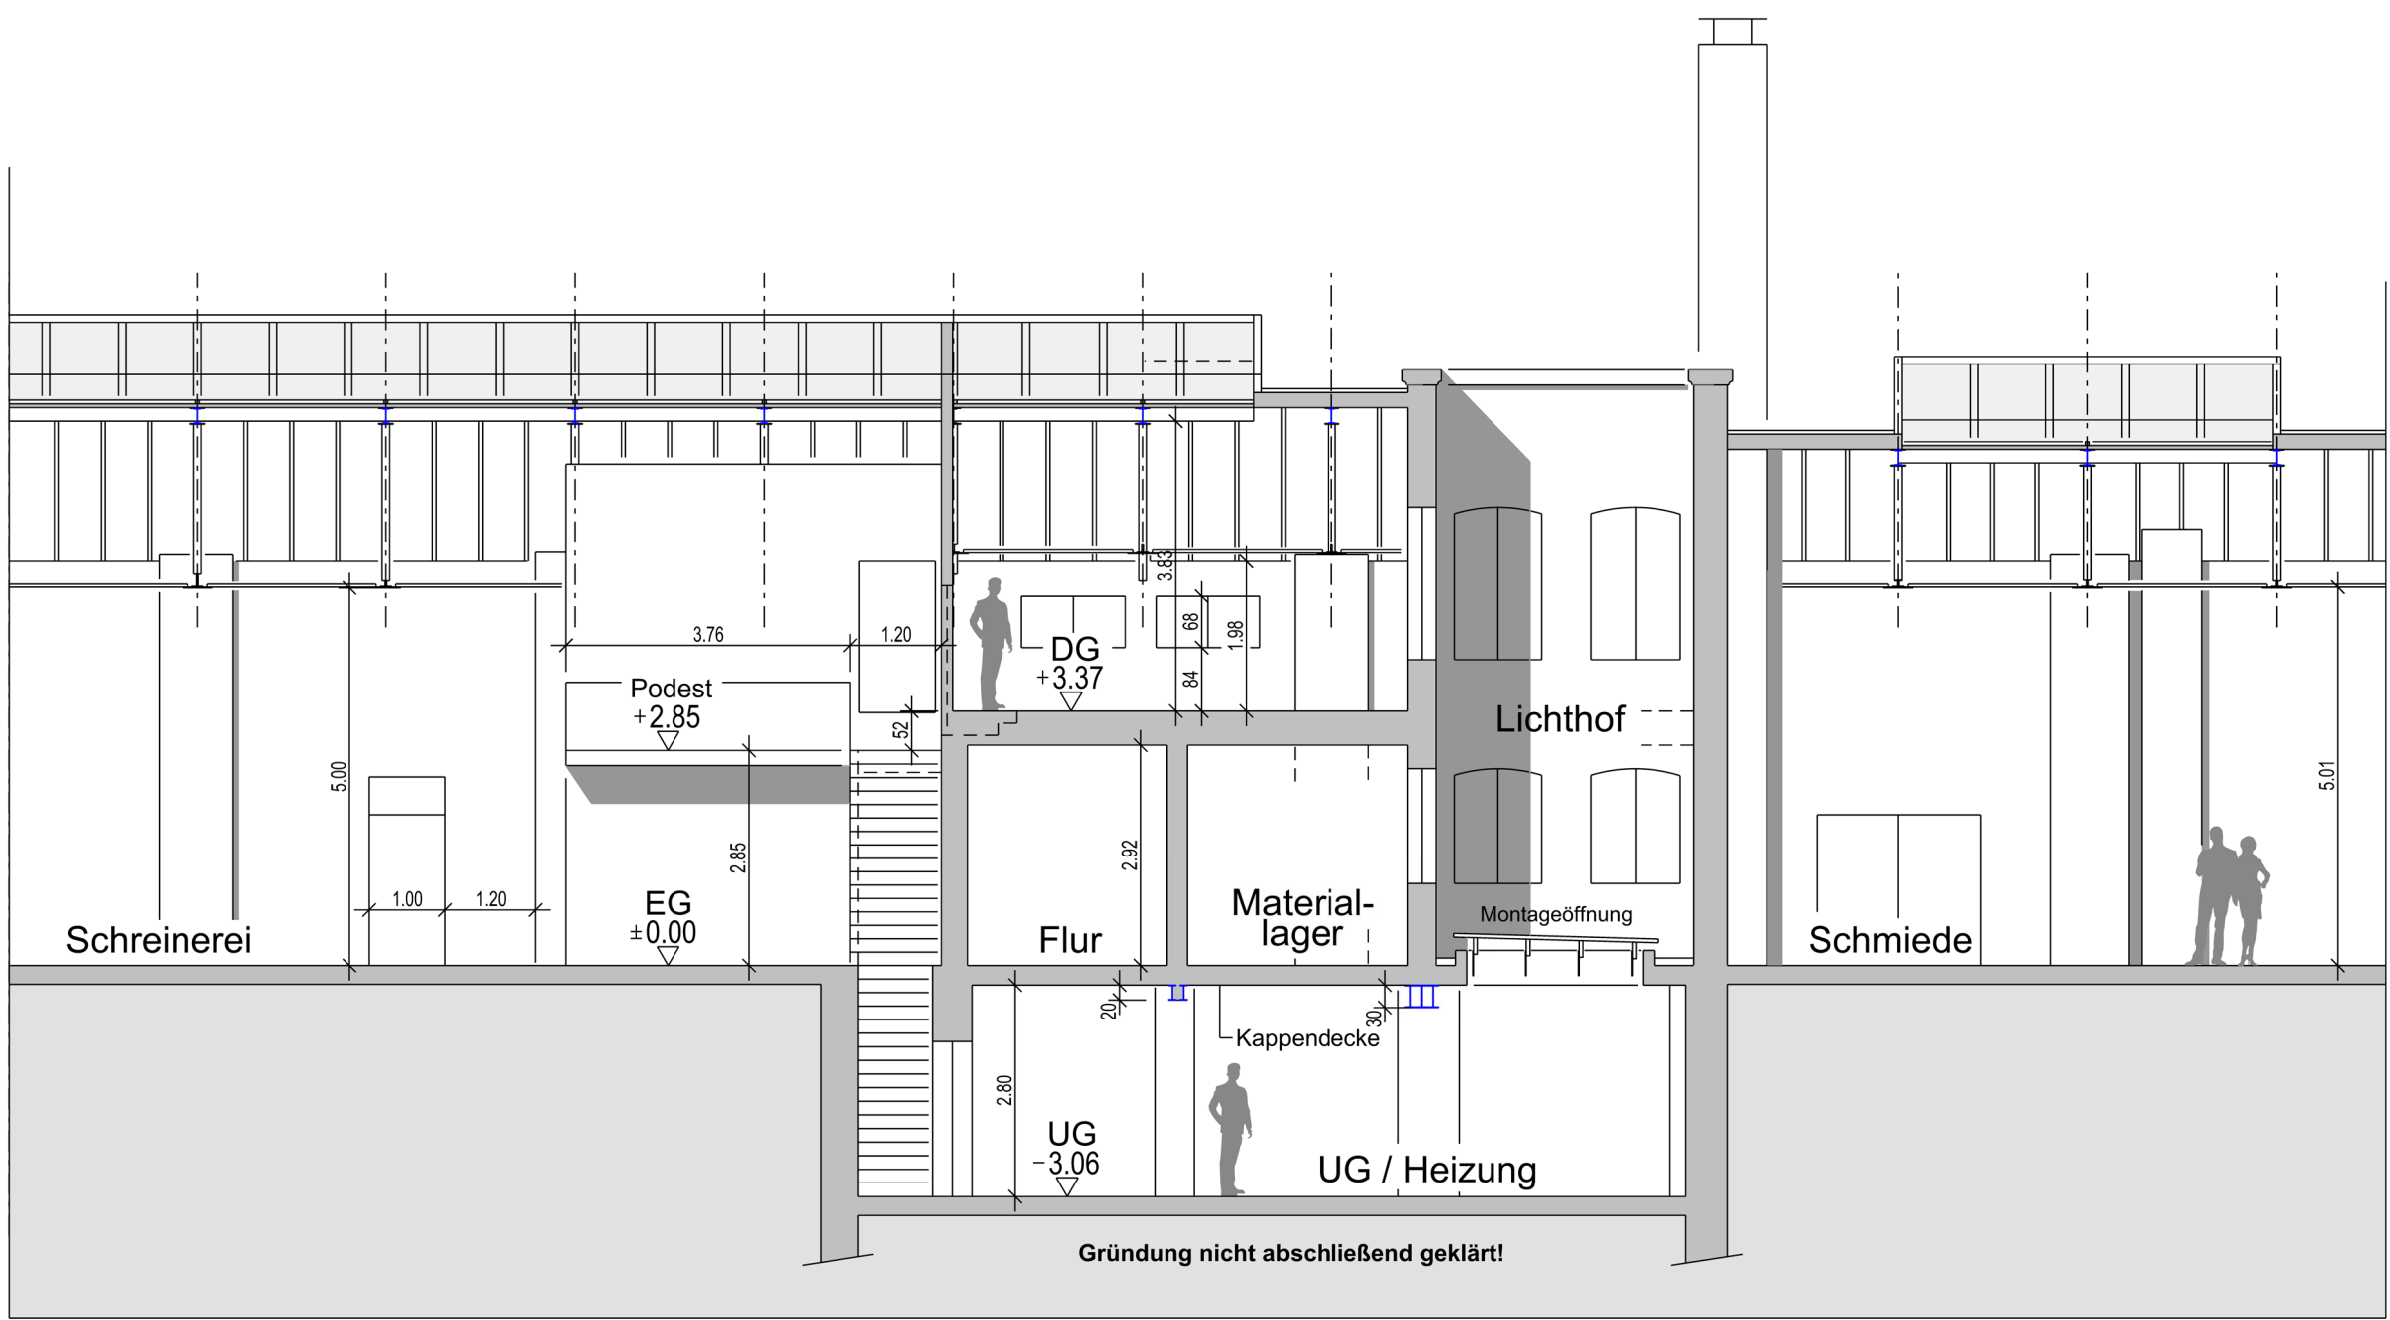 3.83
68
1.98
84
3.76
1.20
DG
+3.37
Podest
+2.85
52
Lichthof
5.00
2.85
2.92
5.01
1.00
1.20
EG
±0.00
Material-
lager
Montageöffnung
Schreinerei
Flur
Schmiede
20
30
Kappendecke
2.80
UG
−3.06
UG / Heizung
Gründung nicht abschließend geklärt!